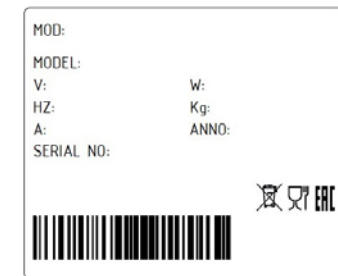 MOD:
MODEL:
V: W:
HZ: Kg:
A: ANNO:
SERIAL NO:
EAC